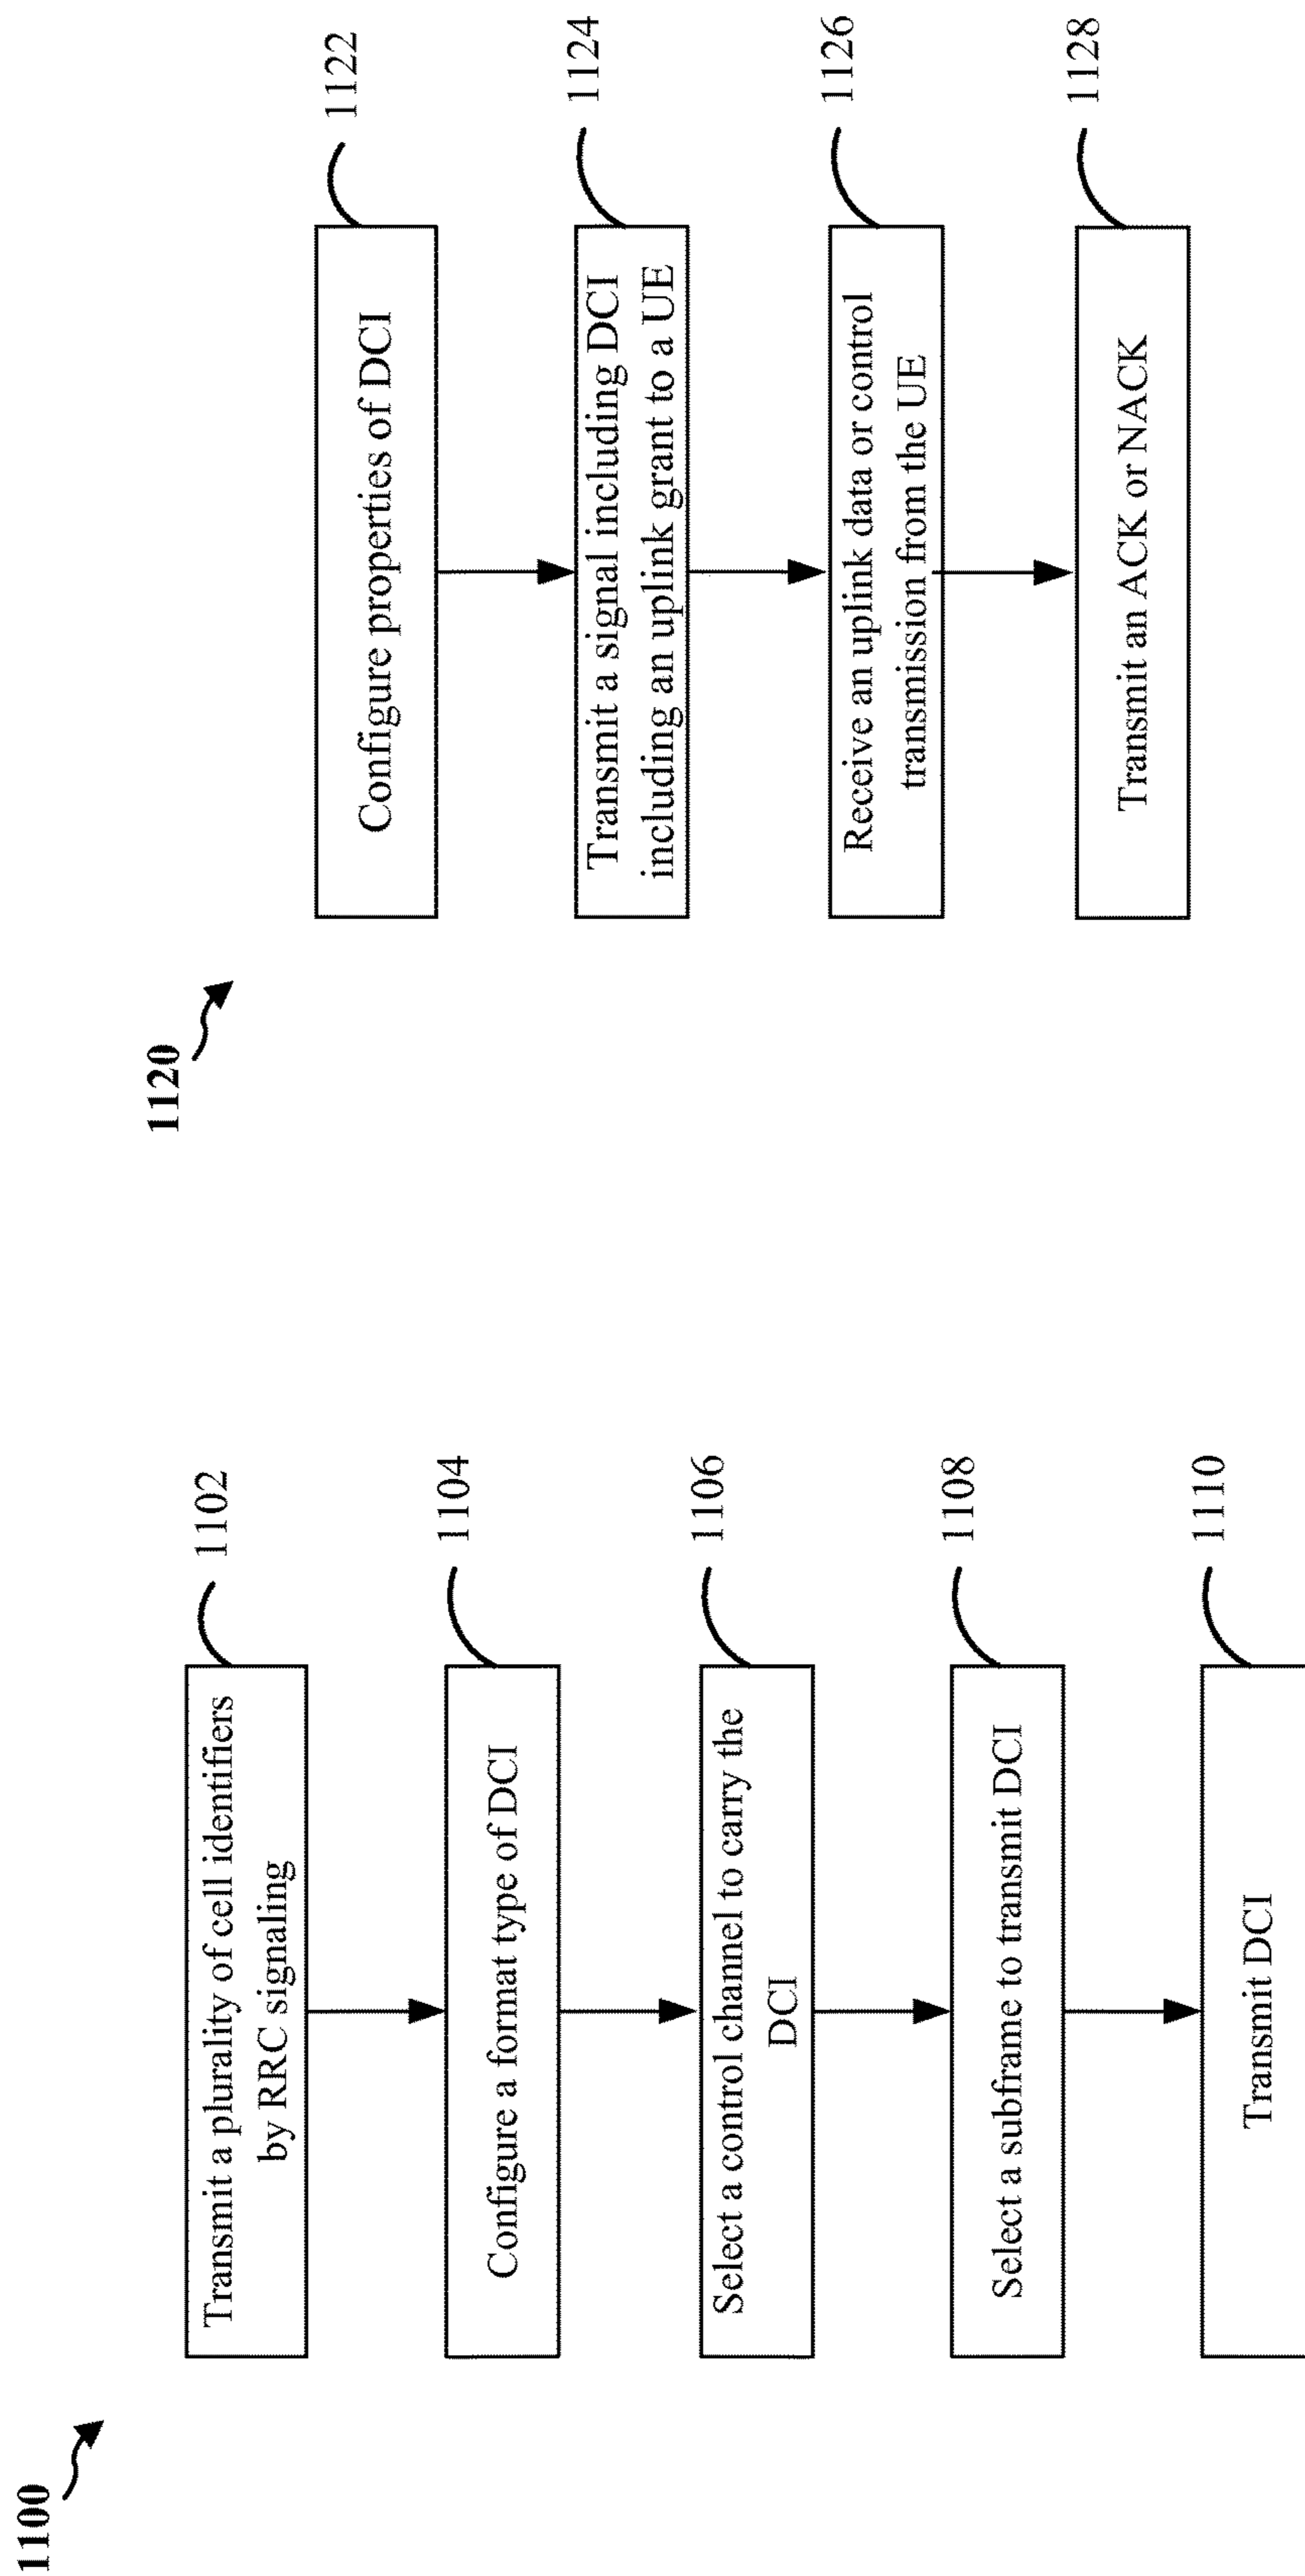 1100
Transmit a plurality of cell identifiers
by RRC signaling
1102
Configure a format type of DCI
1104
Select a control channel to carry the
DCI
1106
Select a subframe to transmit DCI
1108
Transmit DCI
1110
1120
Configure properties of DCI
1122
Transmit a signal including DCI
including an uplink grant to a UE
1124
Receive an uplink data or control
transmission from the UE
1126
Transmit an ACK or NACK
1128